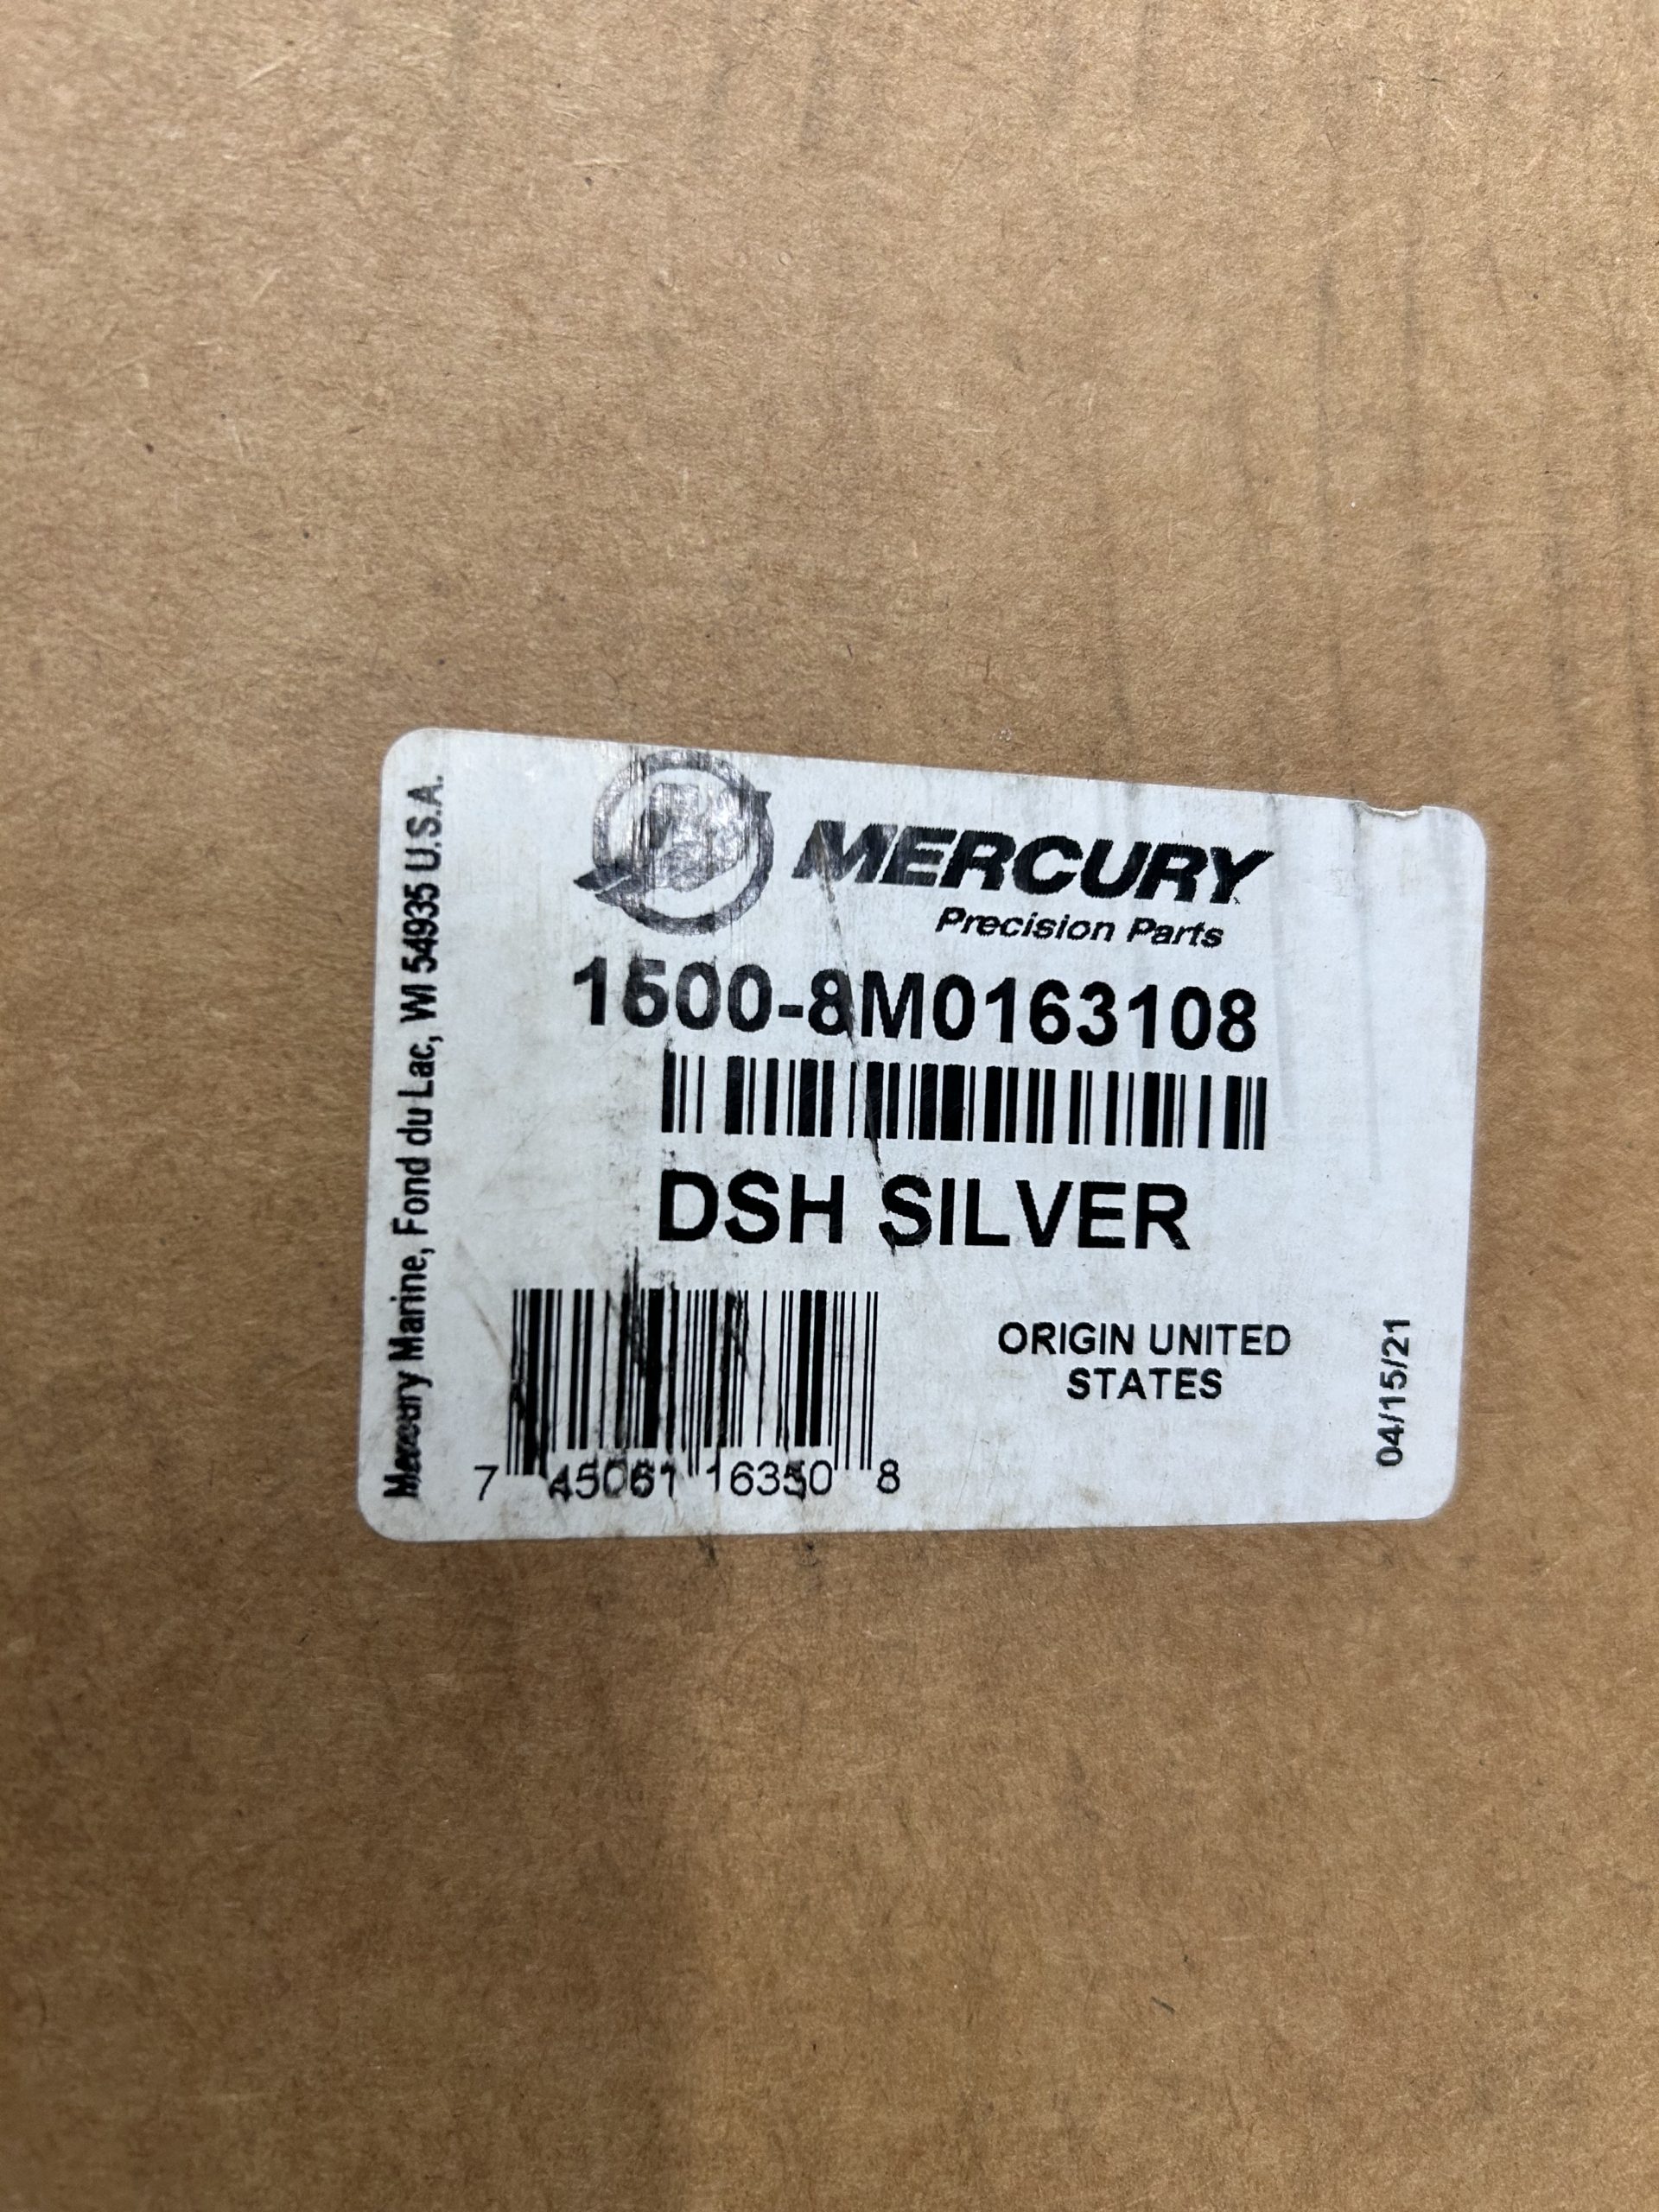 MERCURY
Precision Parts
1600-8M0163108
DSH SILVER
7 45061 16350 8
ORIGIN UNITED
STATES
04/15/21
Mercury Marine, Fond du Lac, WI 54935 U.S.A.